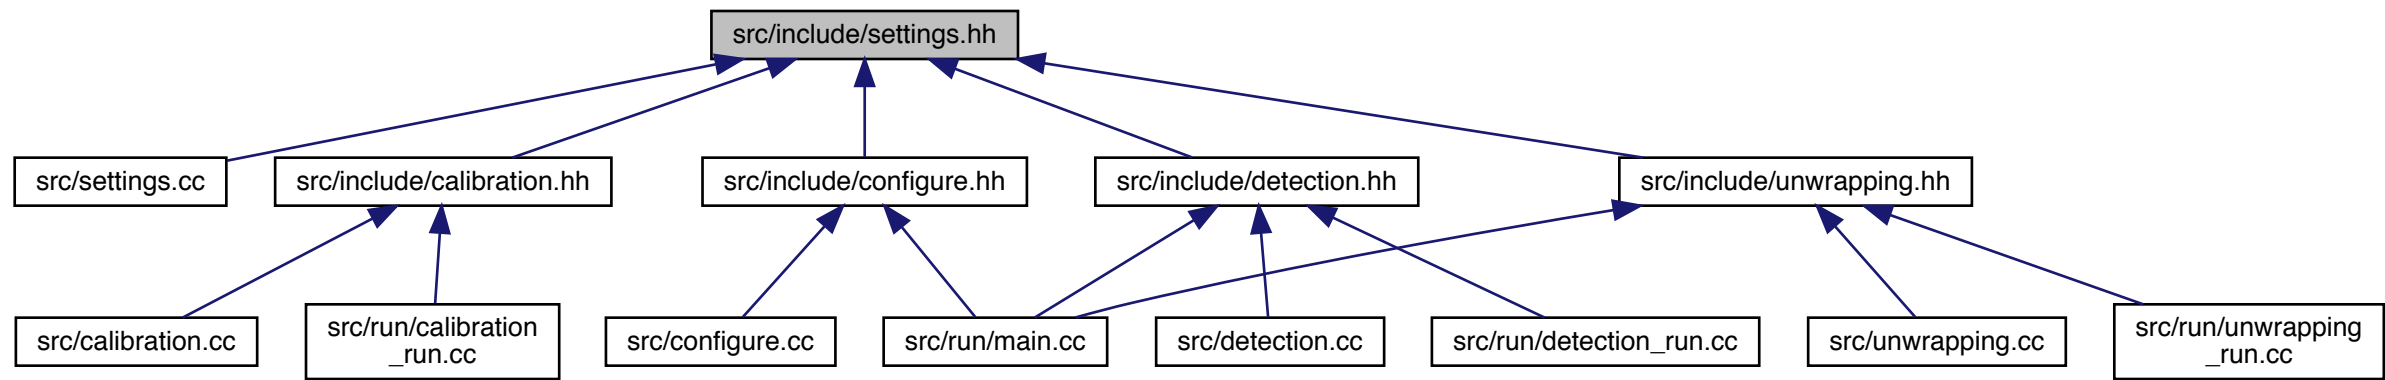 src/include/settings.hh
src/settings.cc
src/include/calibration.hh
src/include/configure.hh
src/include/detection.hh
src/include/unwrapping.hh
src/calibration.cc
src/run/calibration
_run.cc
src/configure.cc
src/run/main.cc
src/detection.cc
src/run/detection_run.cc
src/unwrapping.cc
src/run/unwrapping
_run.cc